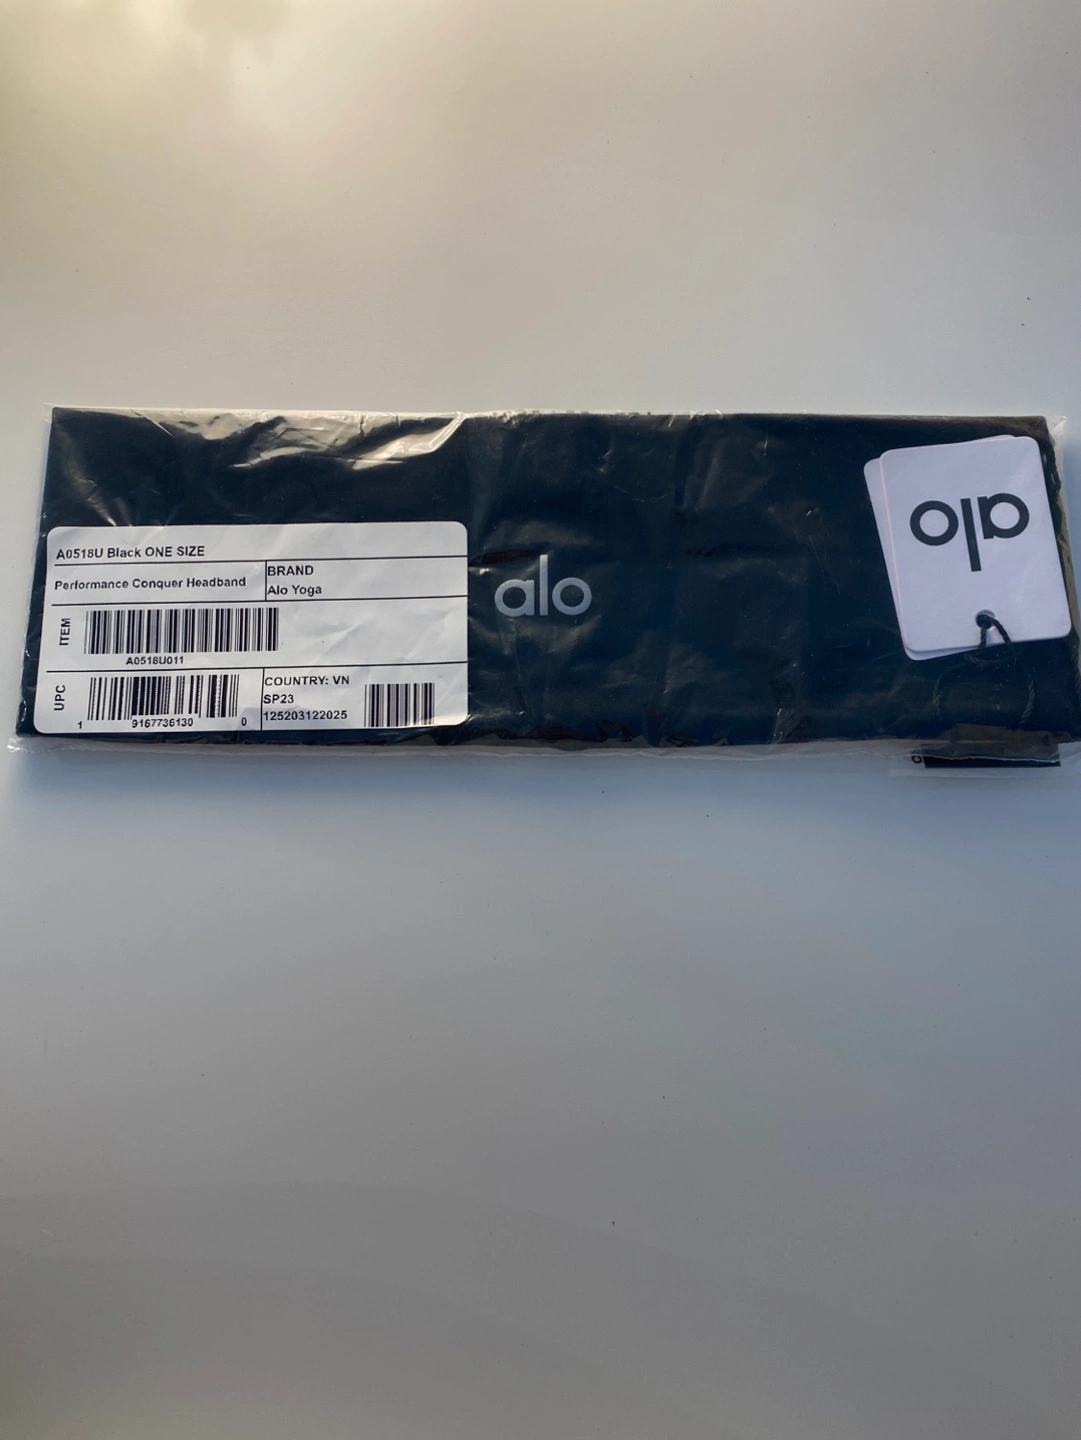 A0518U Black ONE SIZE
Performance Conquer Headband
BRAND
Alo Yoga
ITEM
A0518U011
UPC
1 9167736130 0
COUNTRY: VN
SP23
125203122025
alo
alo